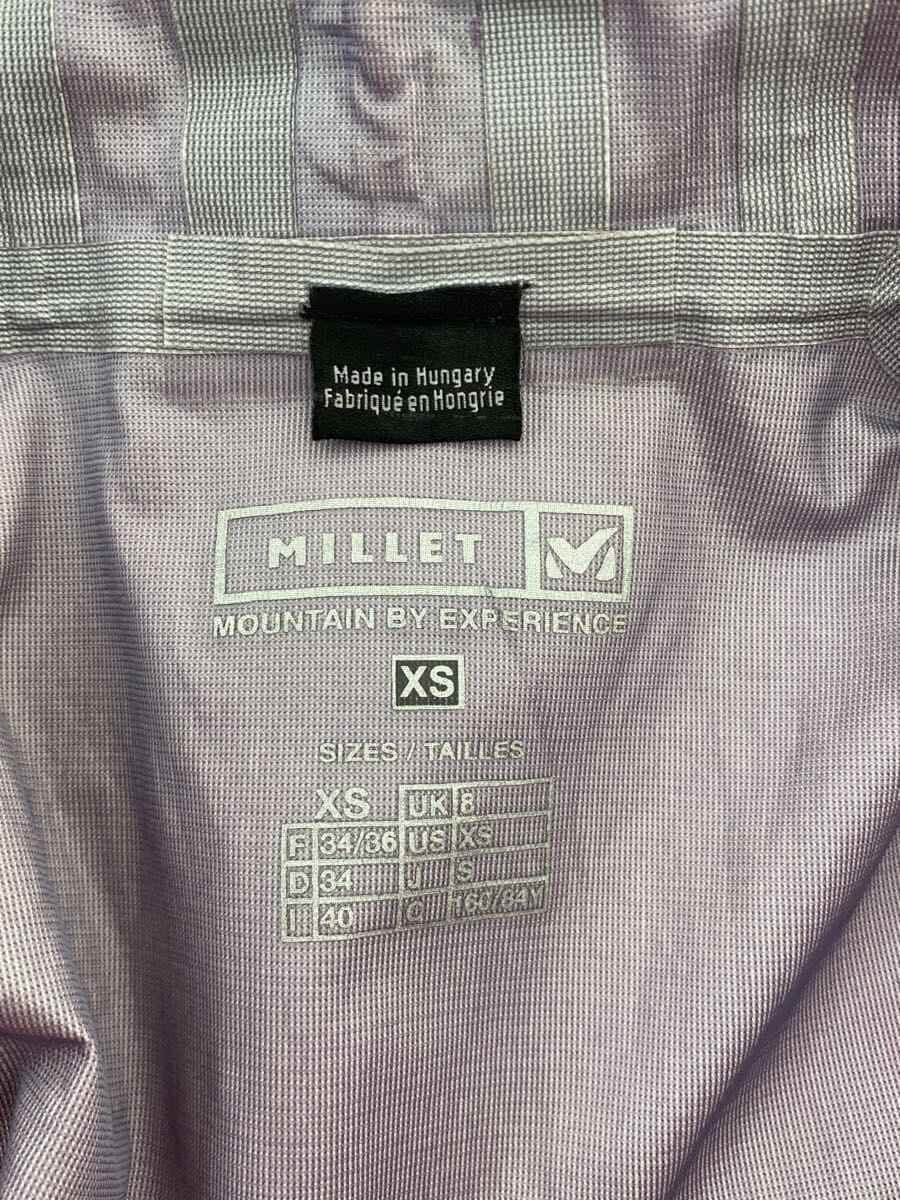 Made in Hungary
Fabriqué en Hongrie
MILLET
MOUNTAIN BY EXPERIENCE
XS
SIZES / TAILLES
XS UK 8
F 34/36 US XS
D 34 J S
I 40 C 160/84Y